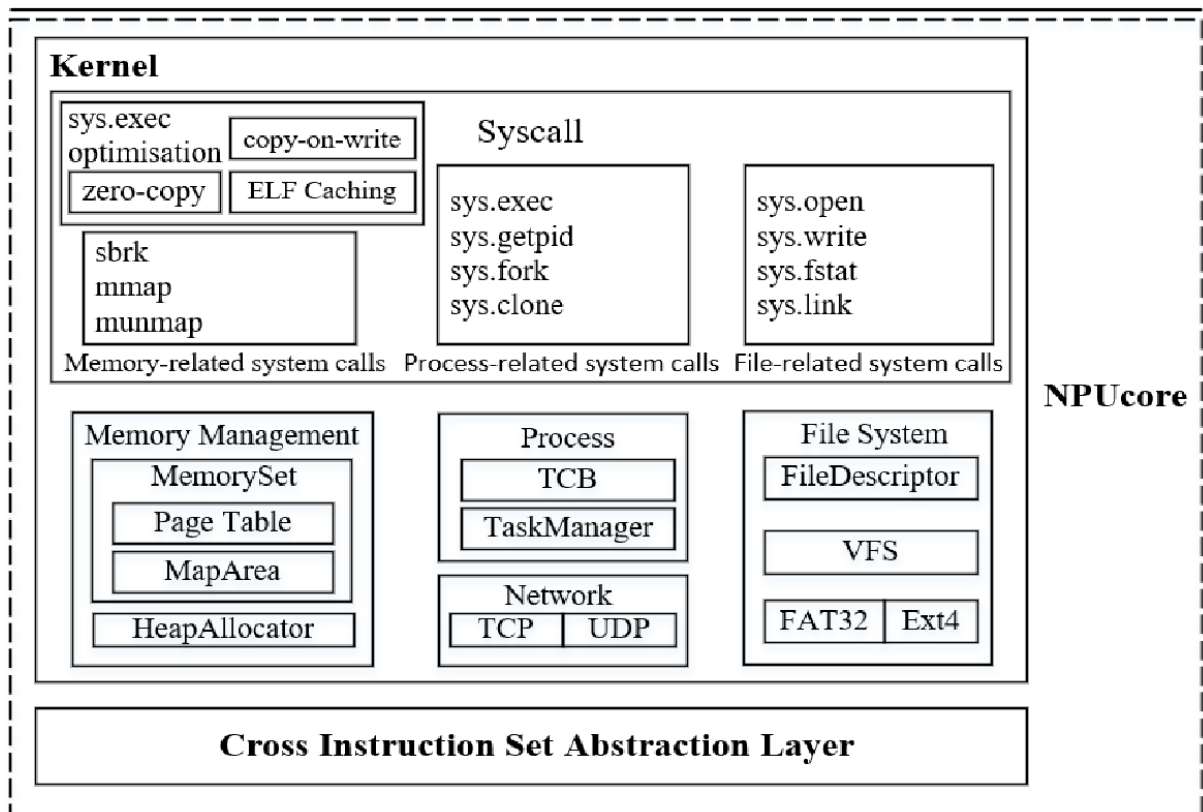 Kernel
sys.exec
optimisation
copy-on-write
zero-copy
ELF Caching
Syscall
sbrk
mmap
munmap
Memory-related system calls
sys.exec
sys.getpid
sys.fork
sys.clone
Process-related system calls
sys.open
sys.write
sys.fstat
sys.link
File-related system calls
NPUcore
Memory Management
MemorySet
Page Table
MapArea
HeapAllocator
Process
TCB
TaskManager
Network
TCP
UDP
File System
FileDescriptor
VFS
FAT32
Ext4
Cross Instruction Set Abstraction Layer